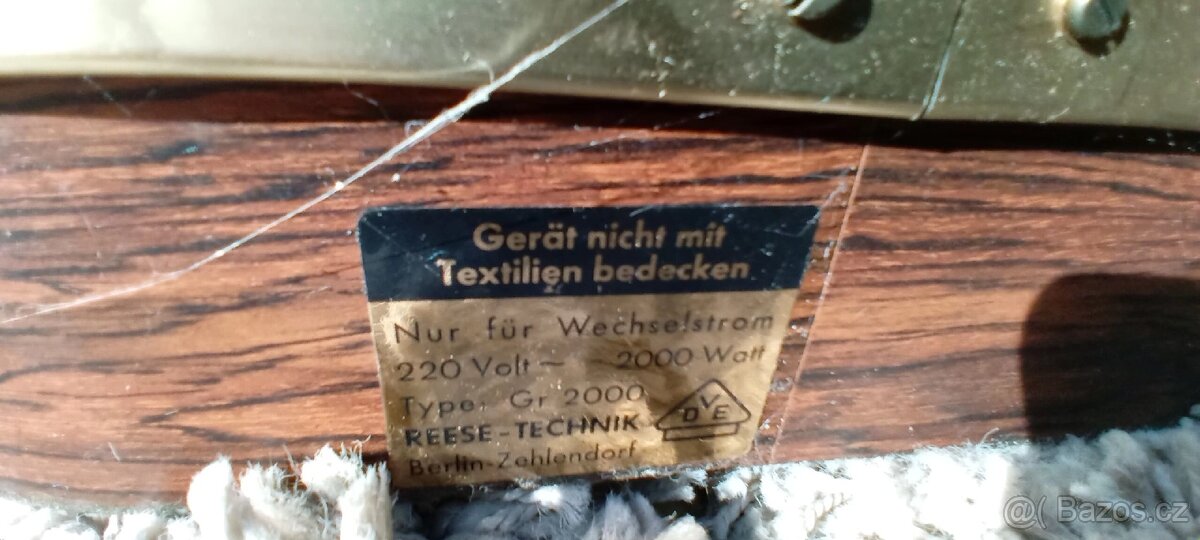 Gerät nicht mit
Textilien bedecken
Nur für Wechselstrom
220 Volt ~ 2000 Watt
Type: Gr 2000
DVE
REESE-TECHNIK
Berlin-Zehlendorf
@( Bazos.cz